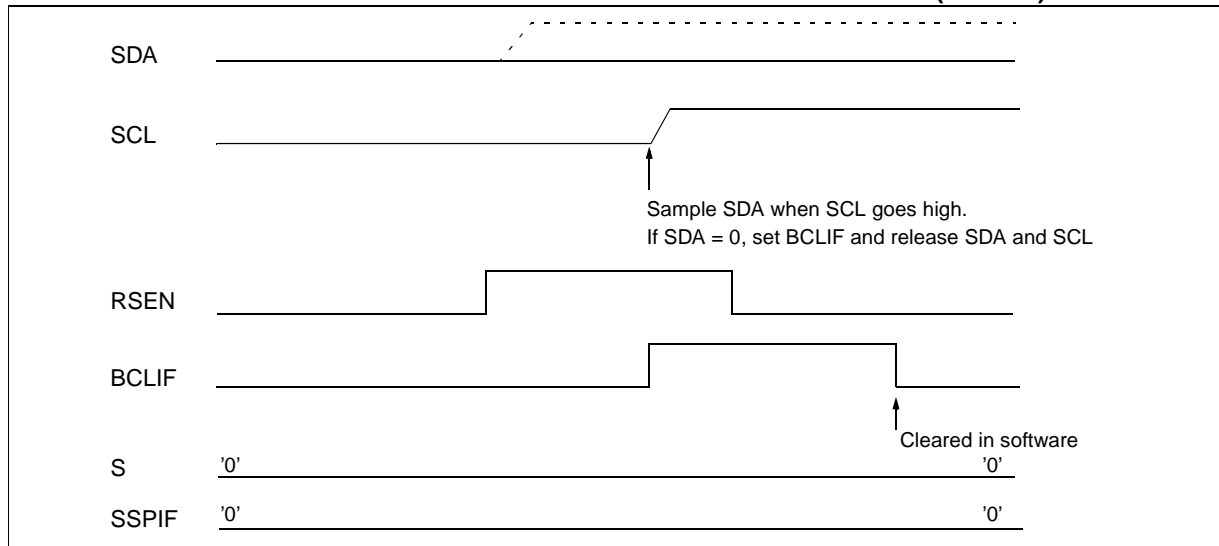 SDA
SCL
Sample SDA when SCL goes high.
If SDA = 0, set BCLIF and release SDA and SCL
RSEN
BCLIF
Cleared in software
S '0' '0'
SSPIF '0' '0'